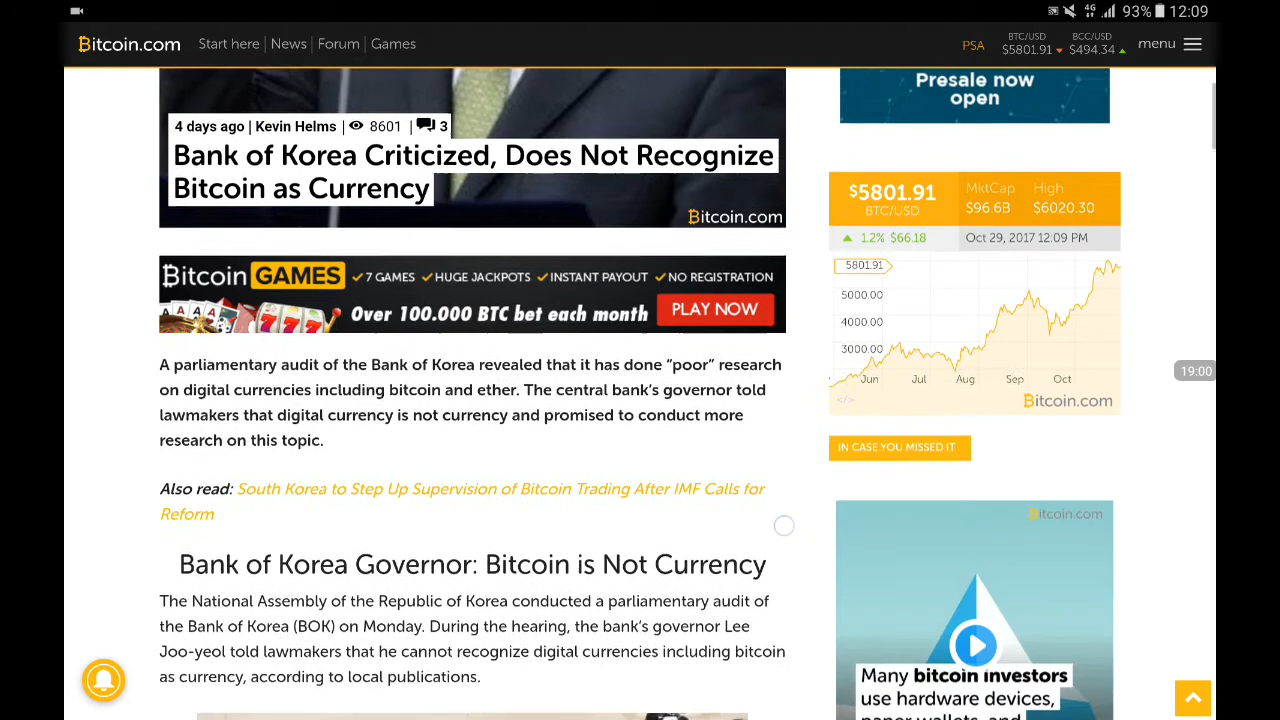 4G 93% 12:09
Bitcoin.com Start here News Forum Games PSA BTC/USD $5801.91 BCC/USD $494.34 menu
Presale now
open
4 days ago | Kevin Helms | 8601 | 3
Bank of Korea Criticized, Does Not Recognize
Bitcoin as Currency
Bitcoin.com
Bitcoin GAMES 7 GAMES HUGE JACKPOTS INSTANT PAYOUT NO REGISTRATION
Over 100.000 BTC bet each month PLAY NOW
A parliamentary audit of the Bank of Korea revealed that it has done “poor” research
on digital currencies including bitcoin and ether. The central bank’s governor told
lawmakers that digital currency is not currency and promised to conduct more
research on this topic.
Also read: South Korea to Step Up Supervision of Bitcoin Trading After IMF Calls for
Reform
Bank of Korea Governor: Bitcoin is Not Currency
The National Assembly of the Republic of Korea conducted a parliamentary audit of
the Bank of Korea (BOK) on Monday. During the hearing, the bank’s governor Lee
Joo-yeol told lawmakers that he cannot recognize digital currencies including bitcoin
as currency, according to local publications.
$5801.91 MktCap High
BTC/USD $96.6B $6020.30
1.2% $66.18 Oct 29, 2017 12:09 PM
5801.91
5000.00
4000.00
3000.00
Jun Jul Aug Sep Oct
</> Bitcoin.com
19:00
IN CASE YOU MISSED IT
Bitcoin.com
Many bitcoin investors
use hardware devices,
paper wallets, and